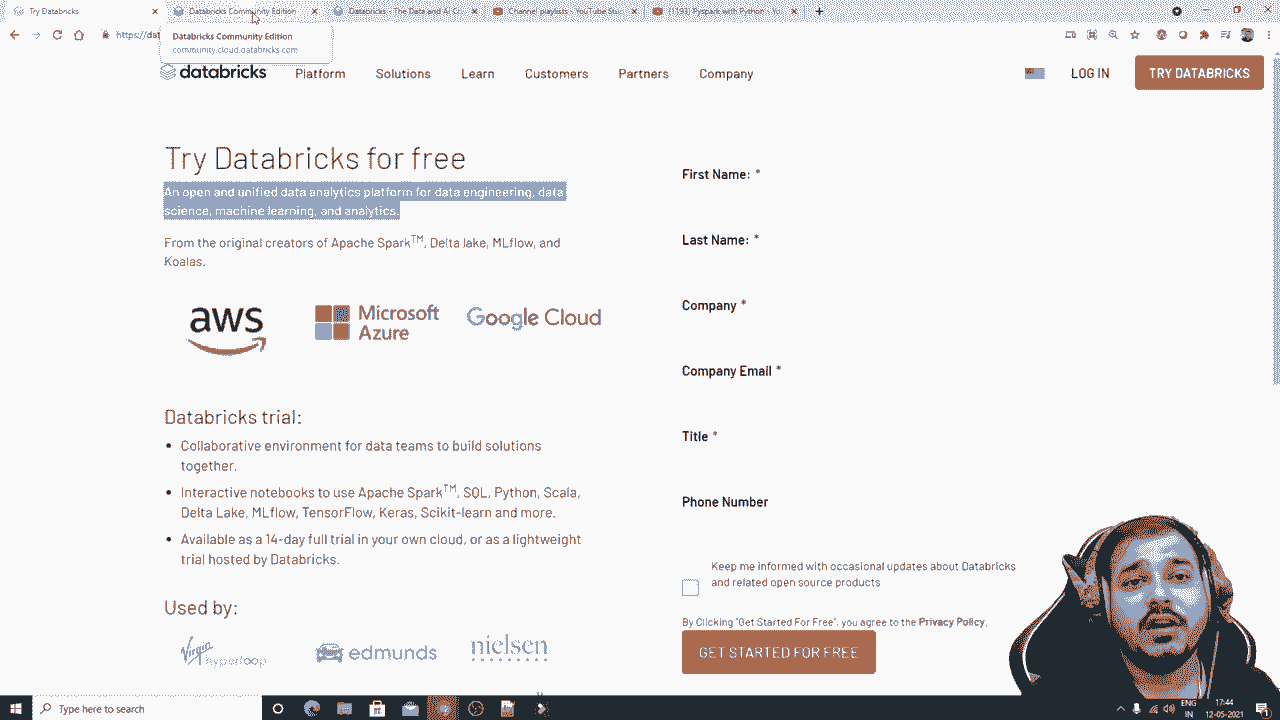 Try Databricks
Databricks Community Edition
Databricks - The Data and AI Co
Channel playlists - YouTube Stud
(1193) Pyspark with Python - You
Databricks Community Edition
community.cloud.databricks.com
https://dat
databricks
Platform
Solutions
Learn
Customers
Partners
Company
LOG IN
TRY DATABRICKS
Try Databricks for free
An open and unified data analytics platform for data engineering, data
science, machine learning, and analytics.
From the original creators of Apache Spark™, Delta lake, MLflow, and
Koalas.
aws
Microsoft
Azure
Google Cloud
Databricks trial:
• Collaborative environment for data teams to build solutions
together.
• Interactive notebooks to use Apache Spark™, SQL, Python, Scala,
Delta Lake, MLflow, TensorFlow, Keras, Scikit-learn and more.
• Available as a 14-day full trial in your own cloud, or as a lightweight
trial hosted by Databricks.
Used by:
Virgin
hyperloop
edmunds
nielsen
First Name: *
Last Name: *
Company *
Company Email *
Title *
Phone Number
Keep me informed with occasional updates about Databricks
and related open source products
By Clicking "Get Started For Free", you agree to the Privacy Policy.
GET STARTED FOR FREE
Type here to search
ENG
IN
17:44
12-05-2021